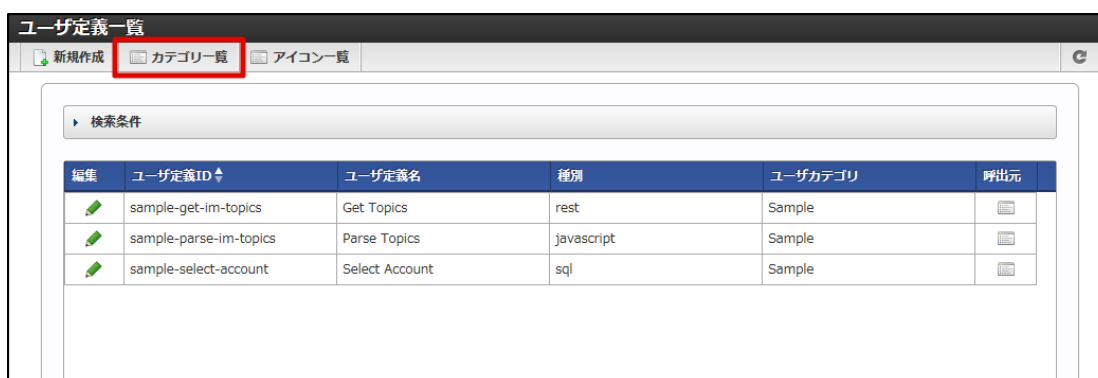 ユーザ定義一覧
新規作成 カテゴリ一覧 アイコン一覧
検索条件
編集 ユーザ定義ID ユーザ定義名 種別 ユーザカテゴリ 呼出元
sample-get-im-topics Get Topics rest Sample
sample-parse-im-topics Parse Topics javascript Sample
sample-select-account Select Account sql Sample